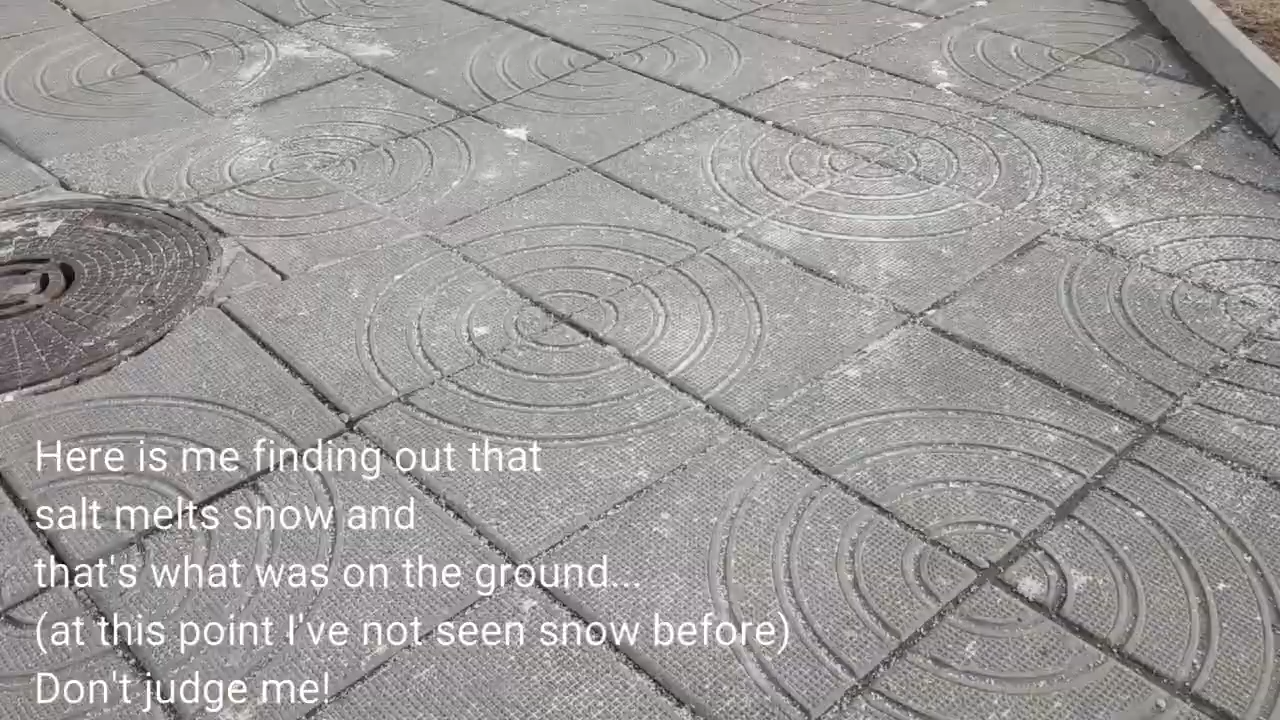 Here is me finding out that
salt melts snow and
that's what was on the ground...
(at this point I've not seen snow before)
Don't judge me!